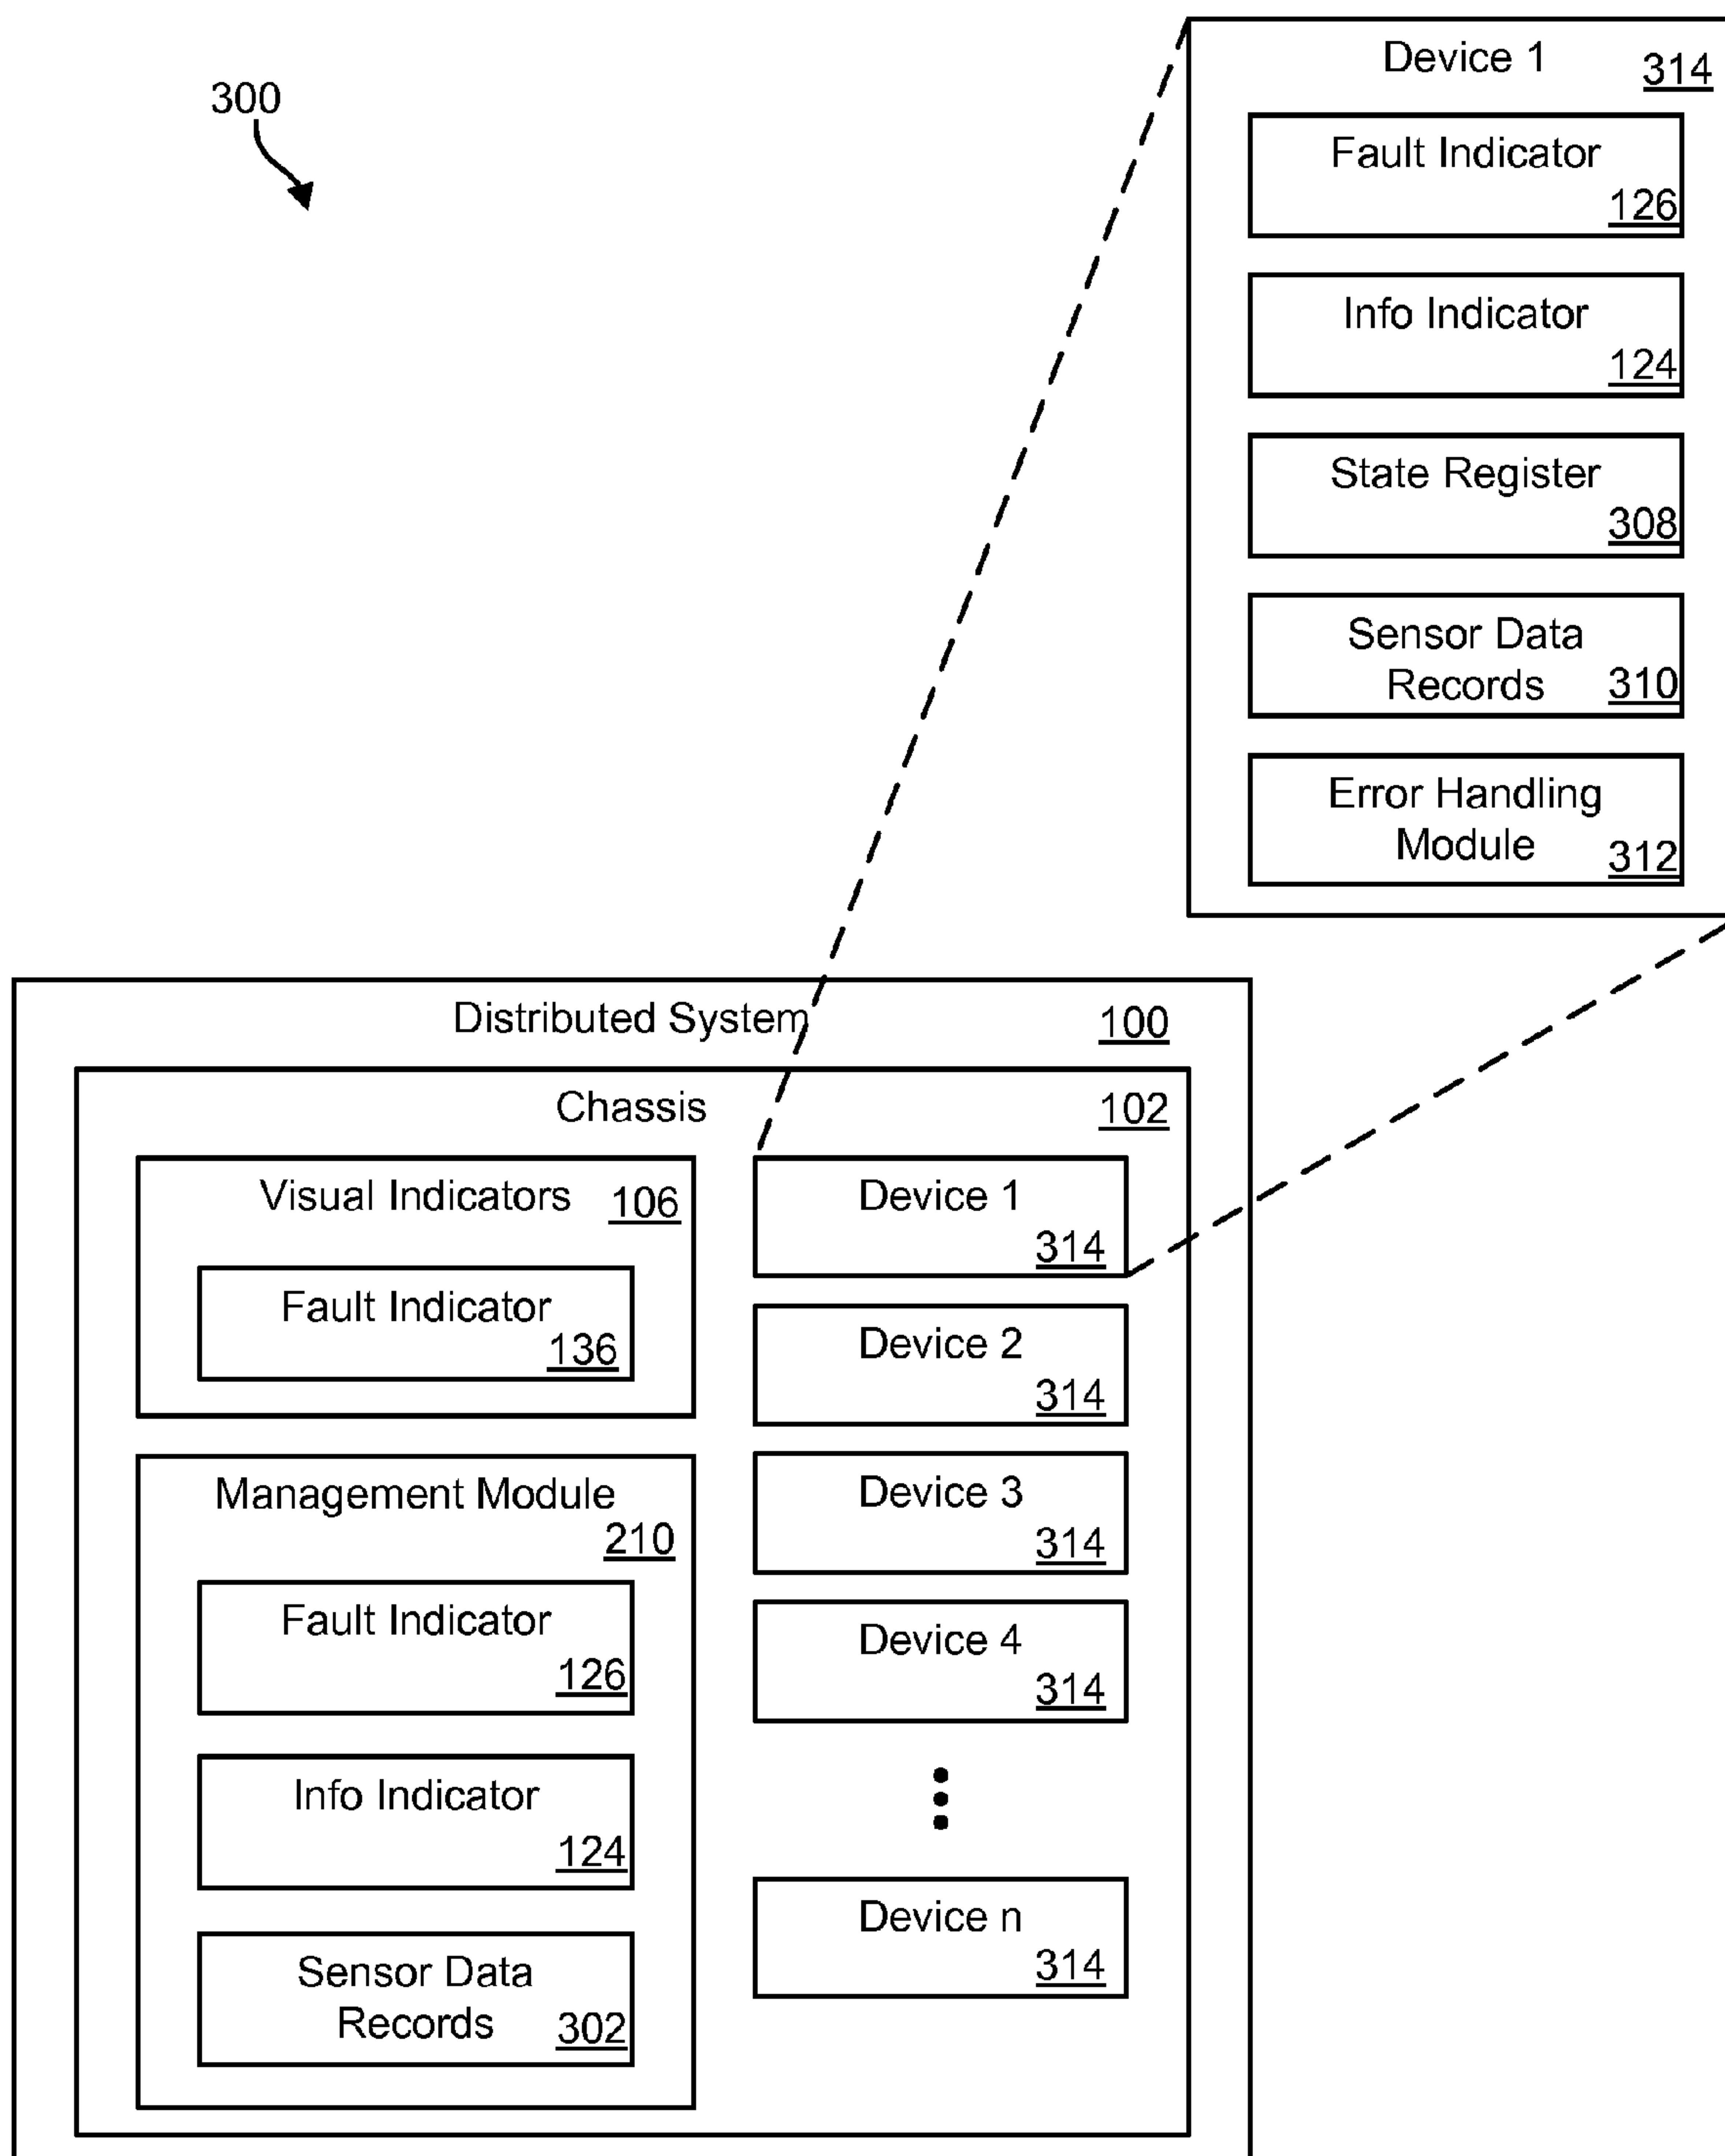 300
Device 1 314
Fault Indicator
126
Info Indicator
124
State Register
308
Sensor Data
Records 310
Error Handling
Module 312
Distributed System 100
Chassis 102
Visual Indicators 106
Fault Indicator
136
Management Module
210
Fault Indicator
126
Info Indicator
124
Sensor Data
Records 302
Device 1
314
Device 2
314
Device 3
314
Device 4
314
Device n
314